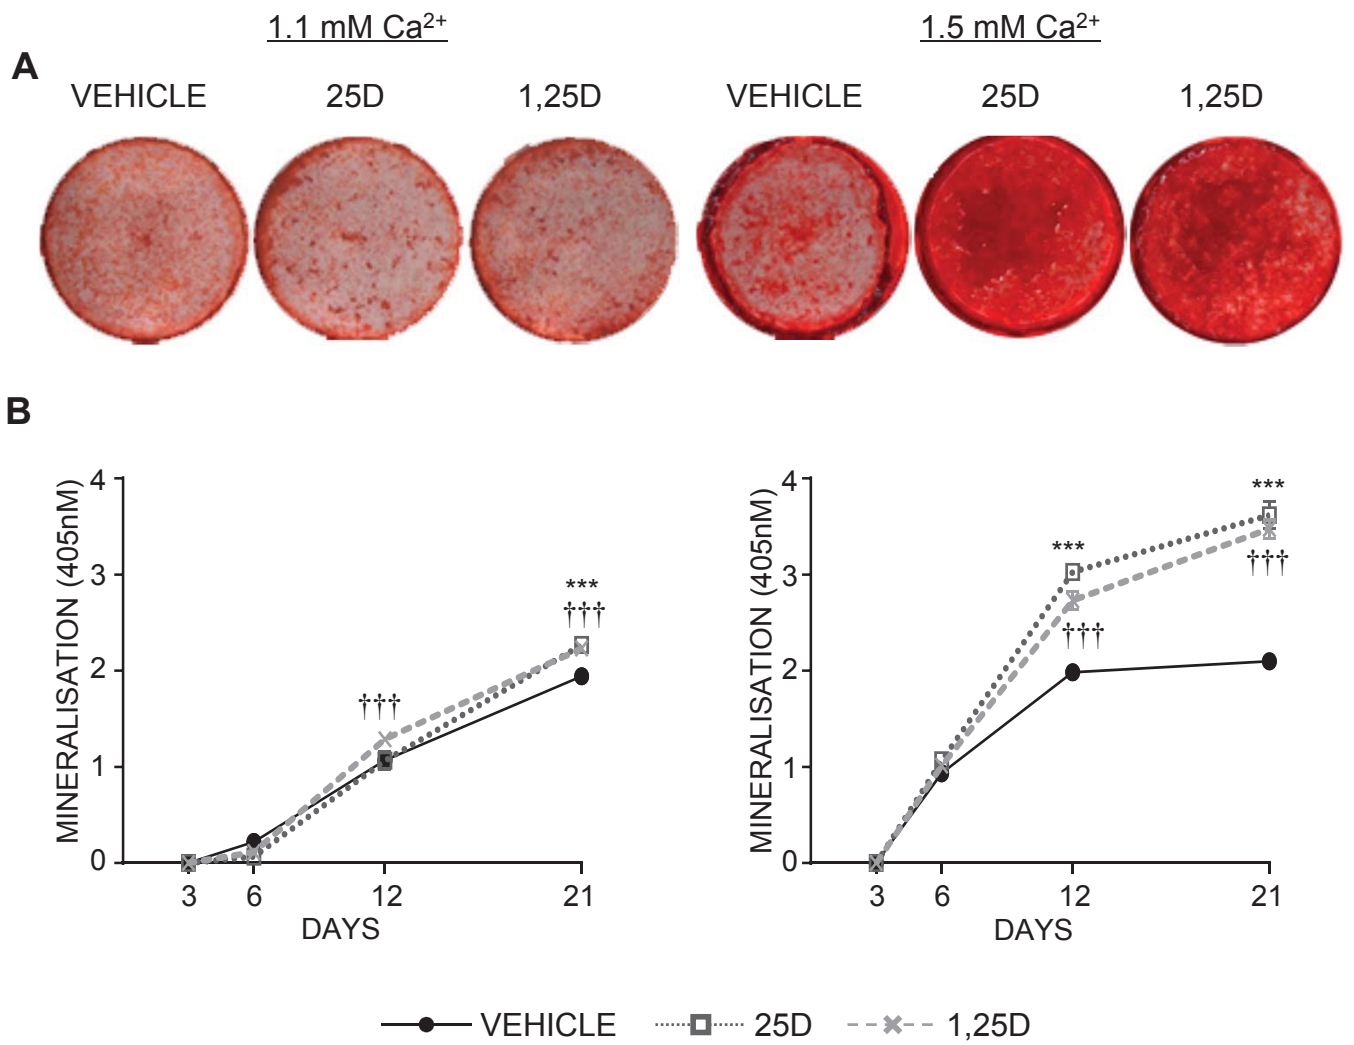 1.1 mM Ca²⁺ 1.5 mM Ca²⁺
A
VEHICLE 25D 1,25D VEHICLE 25D 1,25D
B
MINERALISATION (405nM)
4
3
2
1
0
***
†††
†††
3 6 12 21
DAYS
MINERALISATION (405nM)
4
3
2
1
0
***
***
†††
†††
3 6 12 21
DAYS
VEHICLE 25D 1,25D